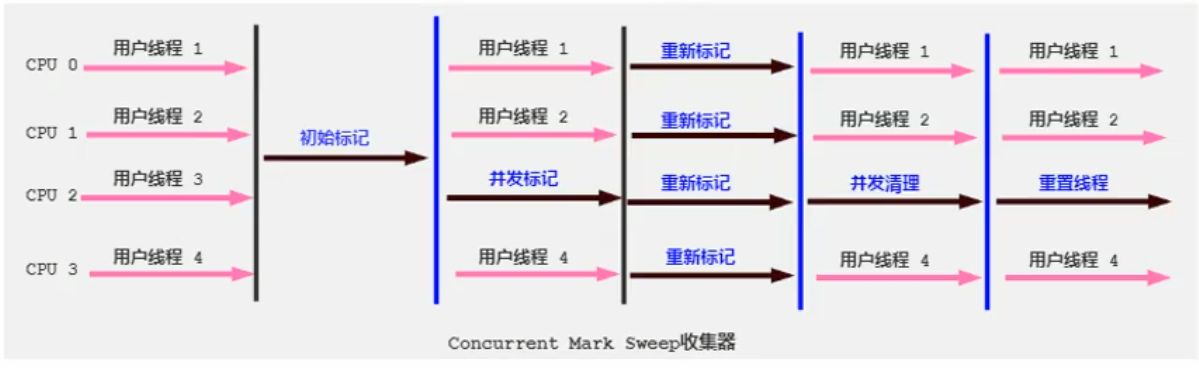 用户线程 1 用户线程 1 重新标记 用户线程 1 用户线程 1
CPU 0
用户线程 2 用户线程 2 重新标记 用户线程 2 用户线程 2
CPU 1
初始标记
用户线程 3 并发标记 重新标记 并发清理 重置线程
CPU 2
用户线程 4 用户线程 4 重新标记 用户线程 4 用户线程 4
CPU 3
Concurrent Mark Sweep收集器